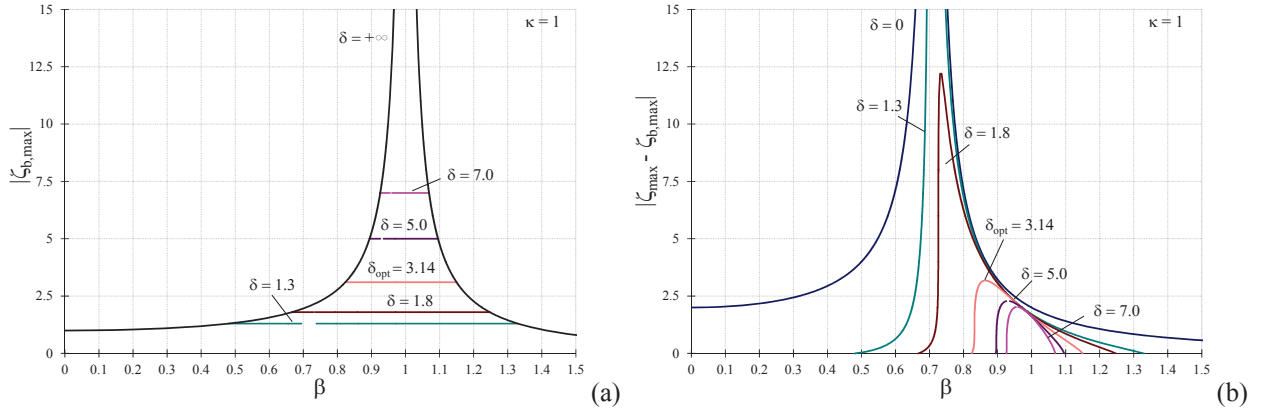 15
12.5
10
7.5
5
2.5
0
|ζb,max|
κ = 1
δ = +∞
δ = 7.0
δ = 5.0
δopt = 3.14
δ = 1.3
δ = 1.8
0 0.1 0.2 0.3 0.4 0.5 0.6 0.7 0.8 0.9 1 1.1 1.2 1.3 1.4 1.5
β
(a)
15
12.5
10
7.5
5
2.5
0
|ζmax - ζb,max|
κ = 1
δ = 0
δ = 1.3
δ = 1.8
δopt = 3.14
δ = 5.0
δ = 7.0
0 0.1 0.2 0.3 0.4 0.5 0.6 0.7 0.8 0.9 1 1.1 1.2 1.3 1.4 1.5
β
(b)